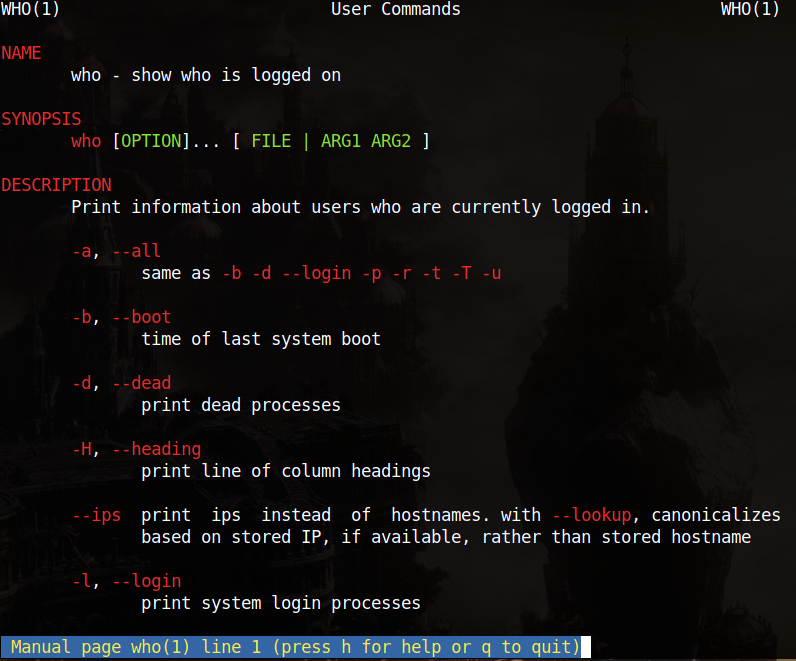 WHO(1) User Commands WHO(1)
NAME
who - show who is logged on
SYNOPSIS
who [OPTION]... [ FILE | ARG1 ARG2 ]
DESCRIPTION
Print information about users who are currently logged in.
-a, --all
same as -b -d --login -p -r -t -T -u
-b, --boot
time of last system boot
-d, --dead
print dead processes
-H, --heading
print line of column headings
--ips print ips instead of hostnames. with --lookup, canonicalizes
based on stored IP, if available, rather than stored hostname
-l, --login
print system login processes
Manual page who(1) line 1 (press h for help or q to quit)